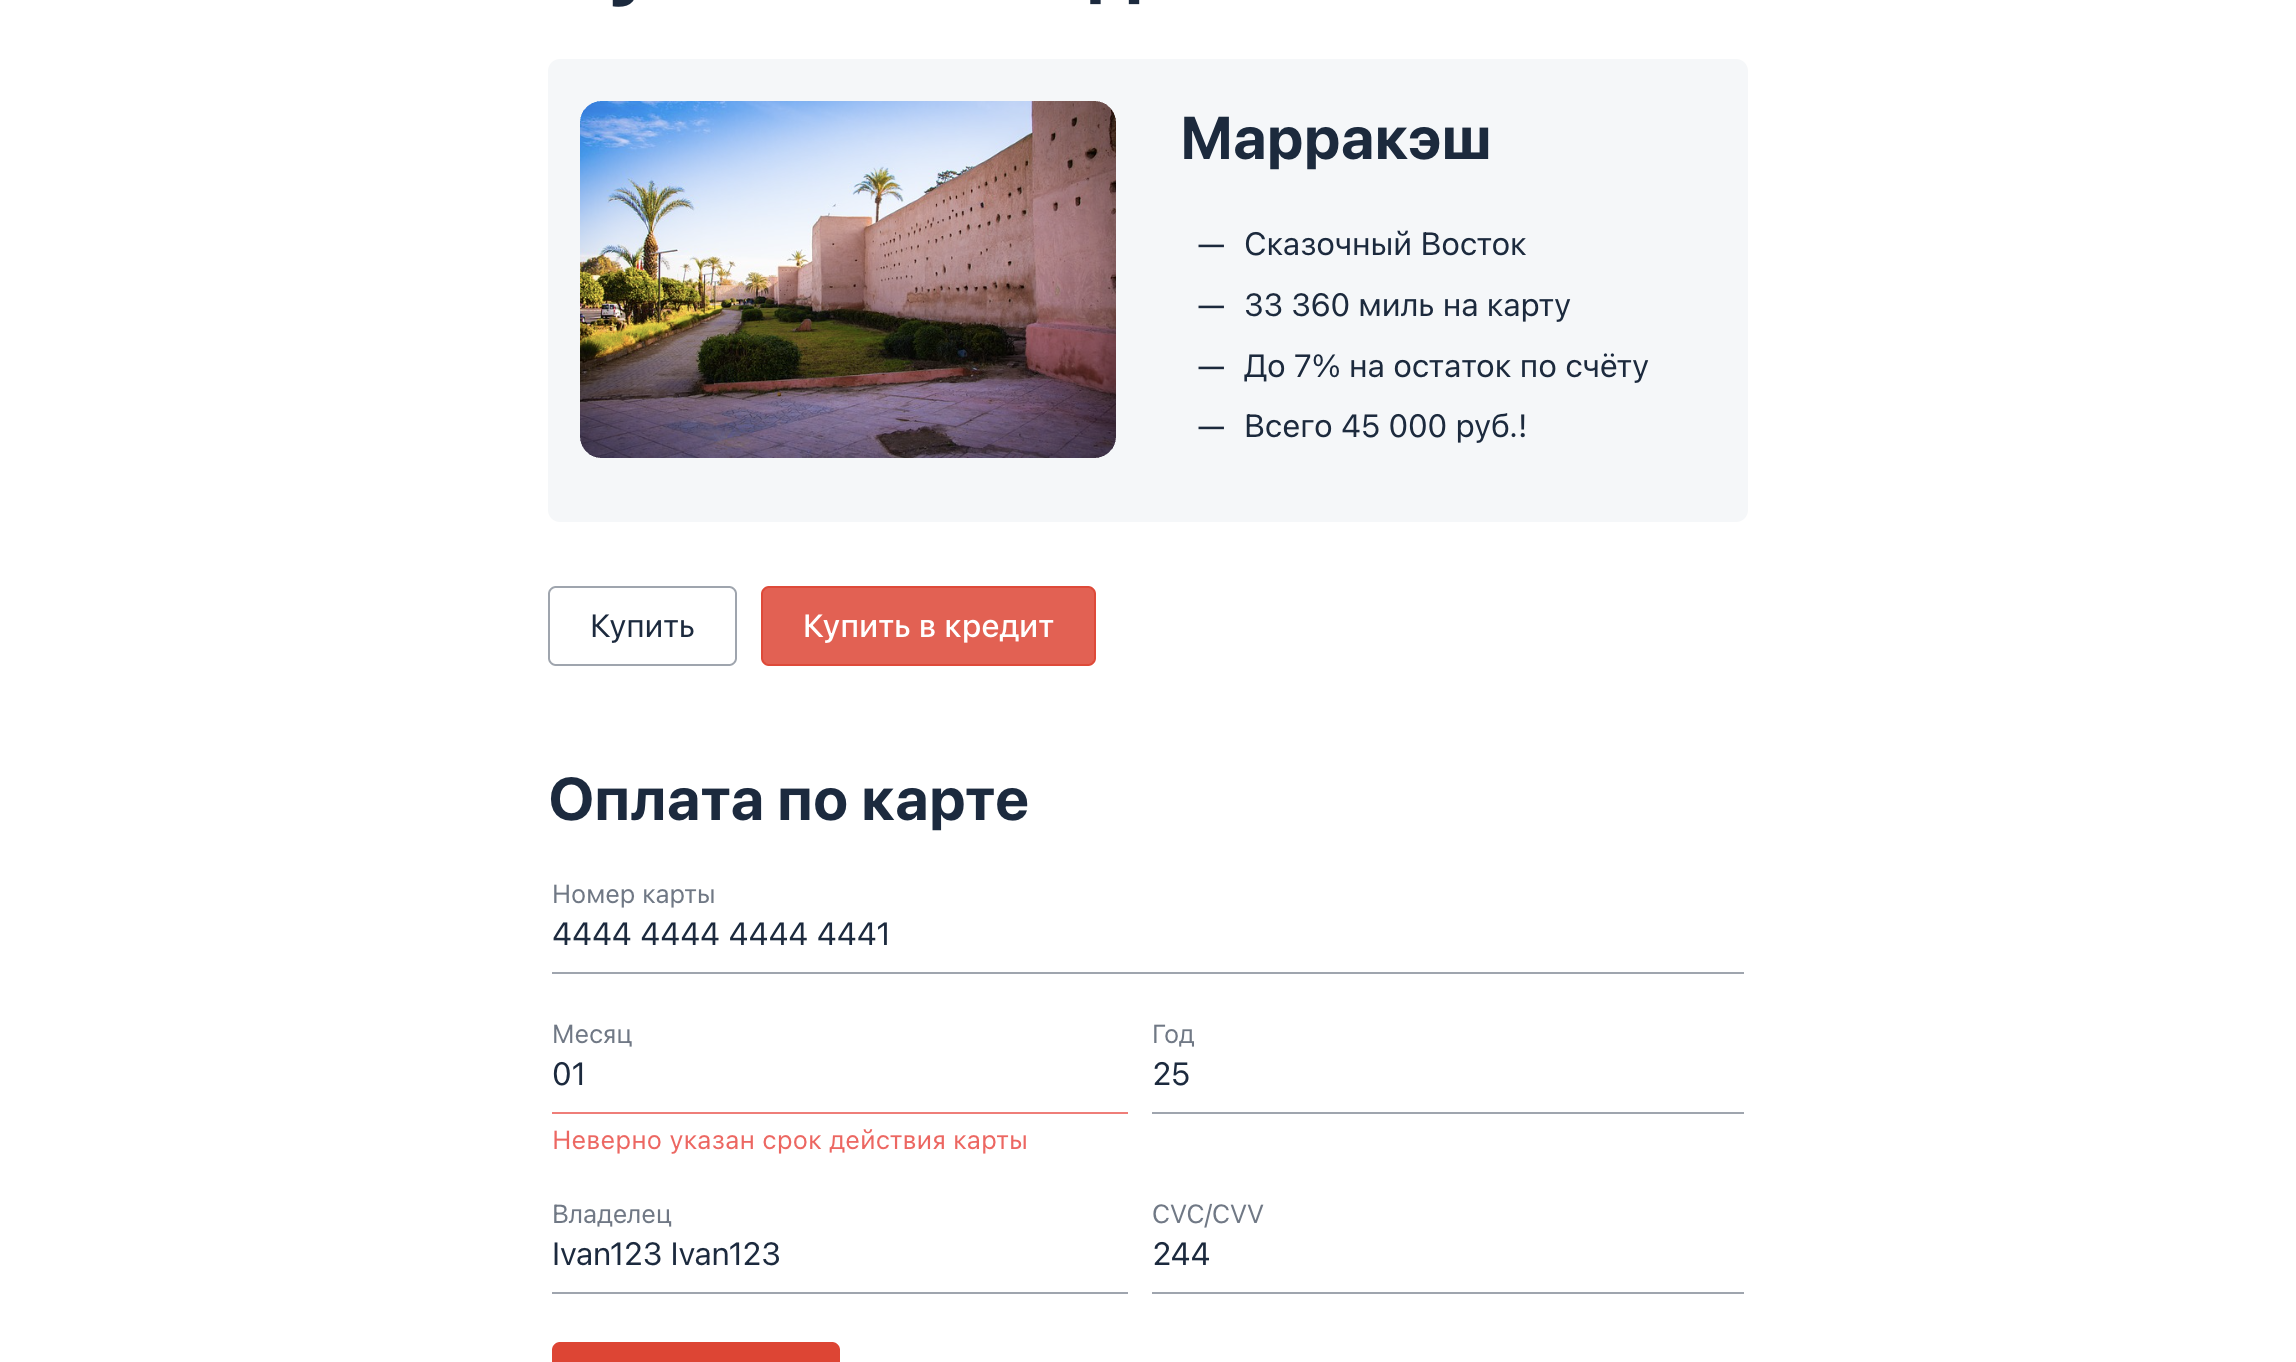 Марракэш
— Сказочный Восток
— 33 360 миль на карту
— До 7% на остаток по счёту
— Всего 45 000 руб.!
Купить
Купить в кредит
Оплата по карте
Номер карты
4444 4444 4444 4441
Месяц
01
Неверно указан срок действия карты
Год
25
Владелец
Ivan123 Ivan123
CVC/CVV
244